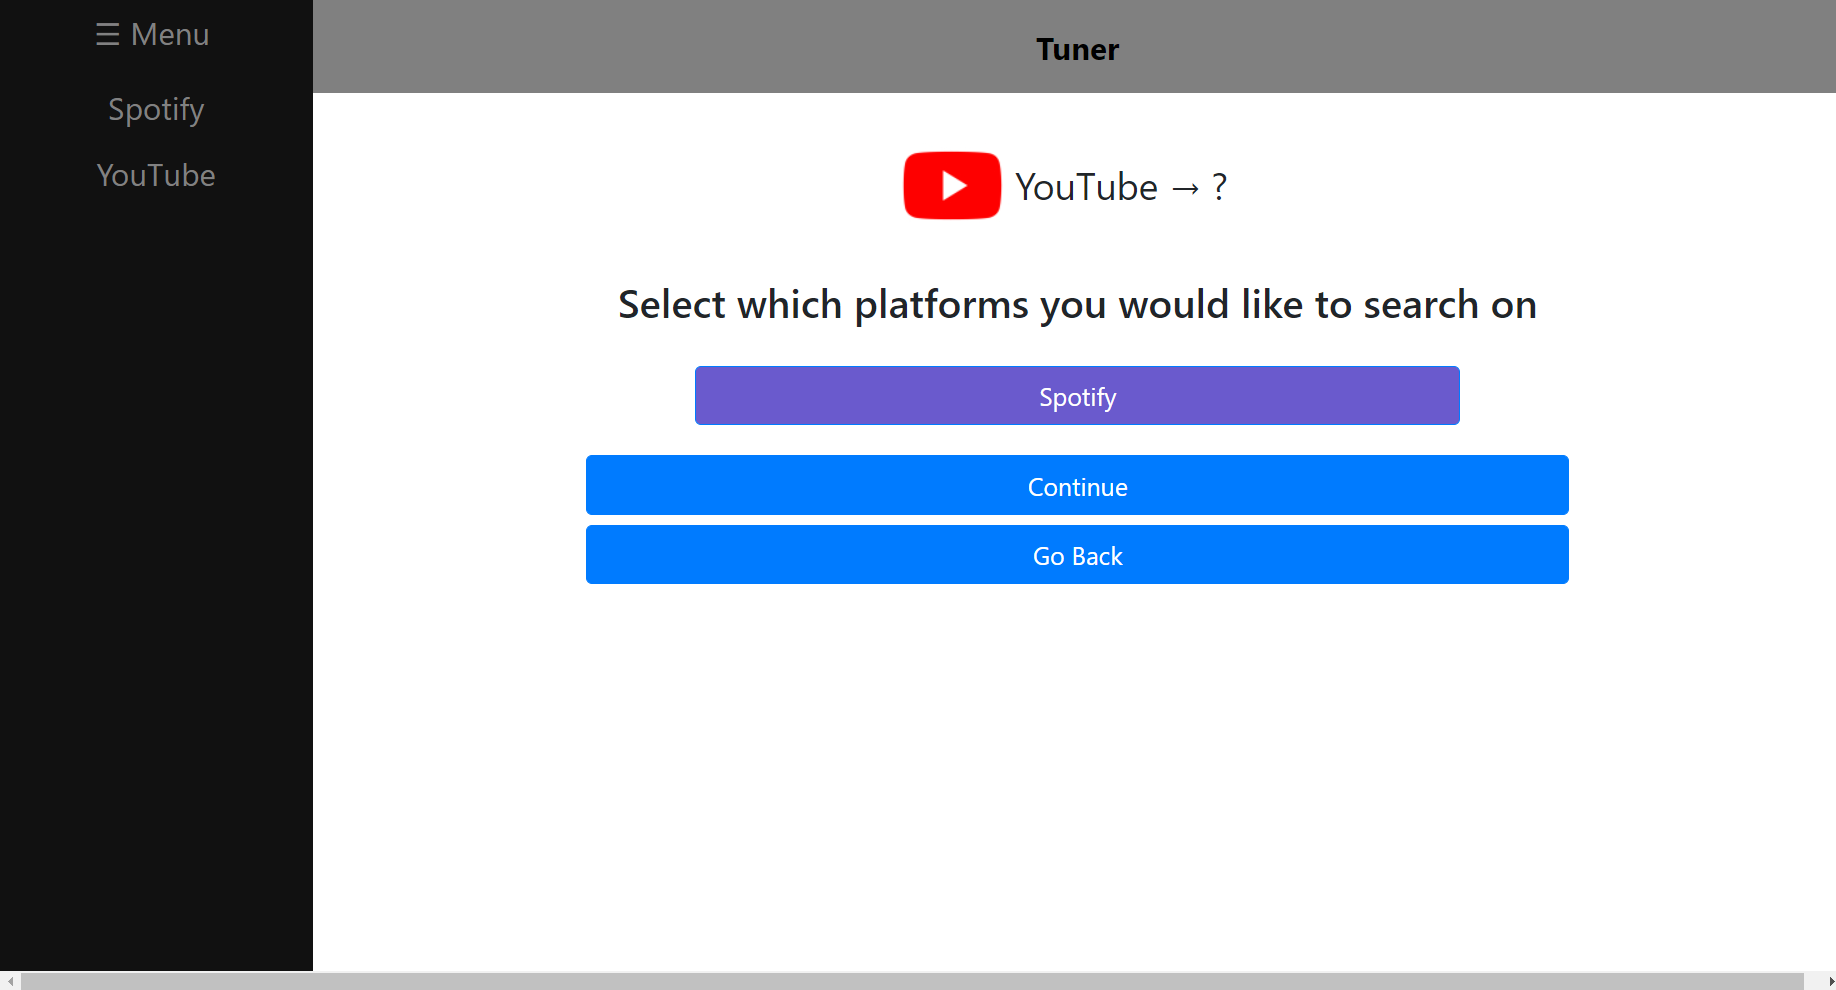 ☰ Menu
Spotify
YouTube
Tuner
YouTube → ?
Select which platforms you would like to search on
Spotify
Continue
Go Back